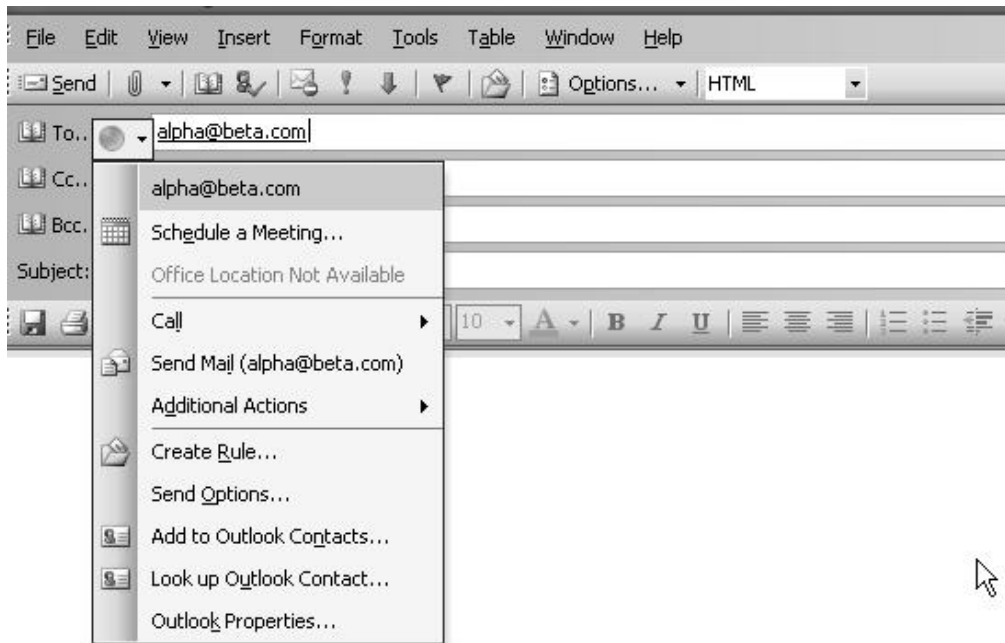 File Edit View Insert Format Tools Table Window Help
Send Options... HTML
To.. alpha@beta.com
Cc..
alpha@beta.com
Bcc.
Schedule a Meeting...
Subject:
Office Location Not Available
Call
10 A B I U
Send Mail (alpha@beta.com)
Additional Actions
Create Rule...
Send Options...
Add to Outlook Contacts...
Look up Outlook Contact...
Outlook Properties...